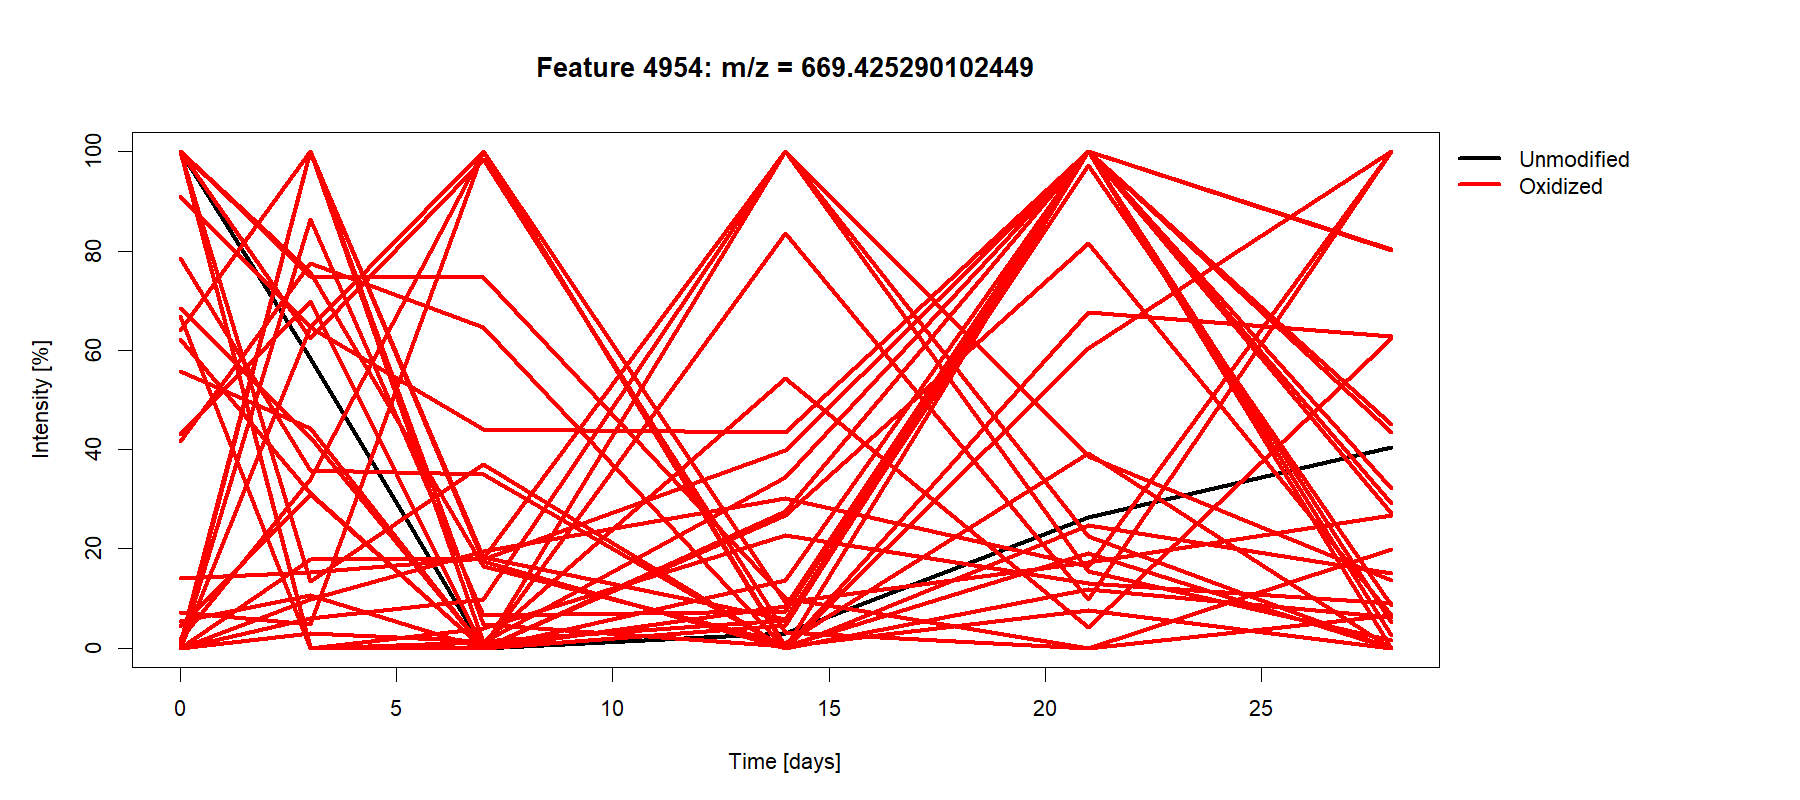 Feature 4954: m/z = 669.425290102449
Unmodified
Oxidized
100
80
60
40
20
0
Intensity [%]
0 5 10 15 20 25
Time [days]